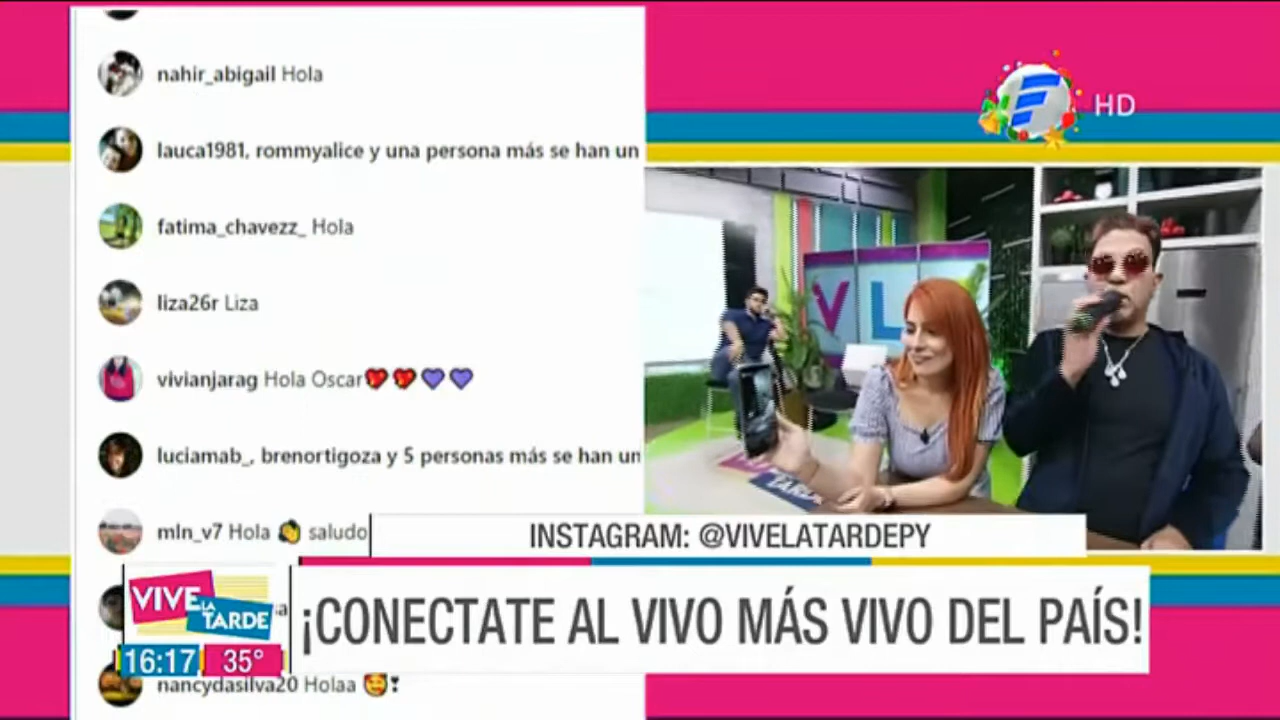 nahir_abigail Hola
HD
lauca1981, rommyalice y una persona más se han un
fatima_chavezz_ Hola
liza26r Liza
V L
vivianjarag Hola Oscar❤️❤️💜💜
luciamb_, brenortigoza y 5 personas más se han un
TARDE
mln_v7 Hola 👏 saludo
INSTAGRAM: @VIVELATARDEPY
VIVE LA TARDE
¡CONECTATE AL VIVO MÁS VIVO DEL PAÍS!
16:17 35°
nancydasilva20 Holaa 🥰❣